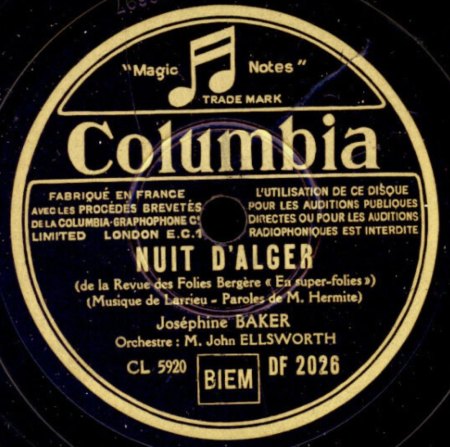 "Magic Notes"
TRADE MARK
Columbia
FABRIQUÉ EN FRANCE
AVEC LES PROCÉDÉS BREVETÉS
DE LA COLUMBIA-GRAPHOPHONE Cº
LIMITED LONDON E.C.1
L'UTILISATION DE CE DISQUE
POUR LES AUDITIONS PUBLIQUES
DIRECTES OU POUR LES AUDITIONS
RADIOPHONIQUES EST INTERDITE
NUIT D'ALGER
(de la Revue des Folies Bergère « En super-folies »)
(Musique de Larrieu - Paroles de M. Hermite)
Joséphine BAKER
Orchestre : M. John ELLSWORTH
CL 5920 BIEM DF 2026